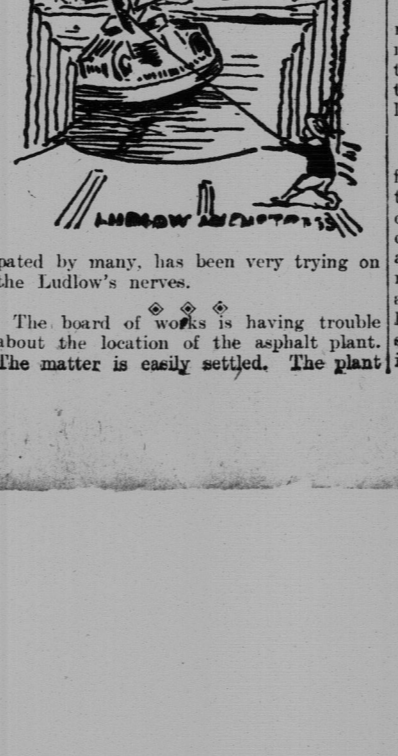 LUDLOW
pated by many, has been very trying on
the Ludlow's nerves.
The board of works is having trouble
about the location of the asphalt plant.
The matter is easily settled. The plant